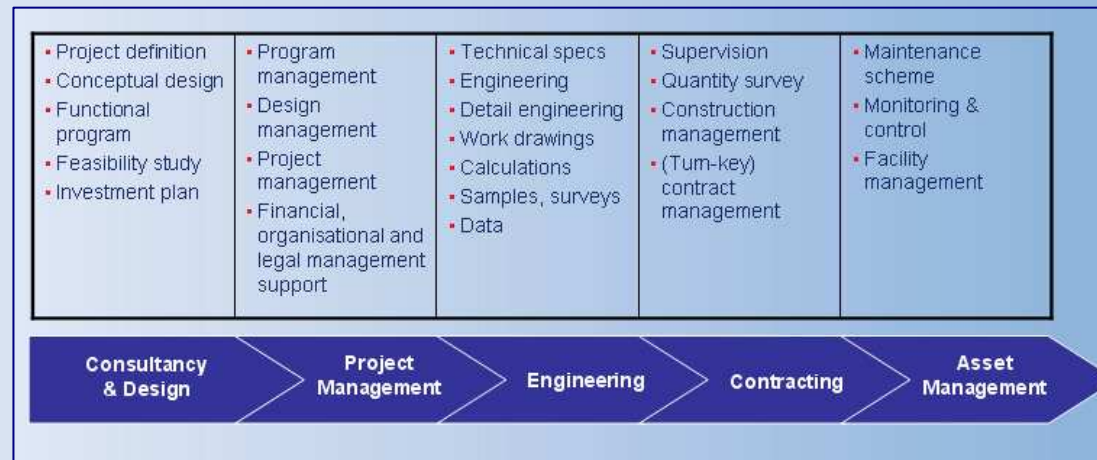 ▪ Project definition
▪ Conceptual design
▪ Functional
program
▪ Feasibility study
▪ Investment plan
▪ Program
management
▪ Design
management
▪ Project
management
▪ Financial,
organisational and
legal management
support
▪ Technical specs
▪ Engineering
▪ Detail engineering
▪ Work drawings
▪ Calculations
▪ Samples, surveys
▪ Data
▪ Supervision
▪ Quantity survey
▪ Construction
management
▪ (Turn-key)
contract
management
▪ Maintenance
scheme
▪ Monitoring &
control
▪ Facility
management
Consultancy
& Design
Project
Management
Engineering
Contracting
Asset
Management